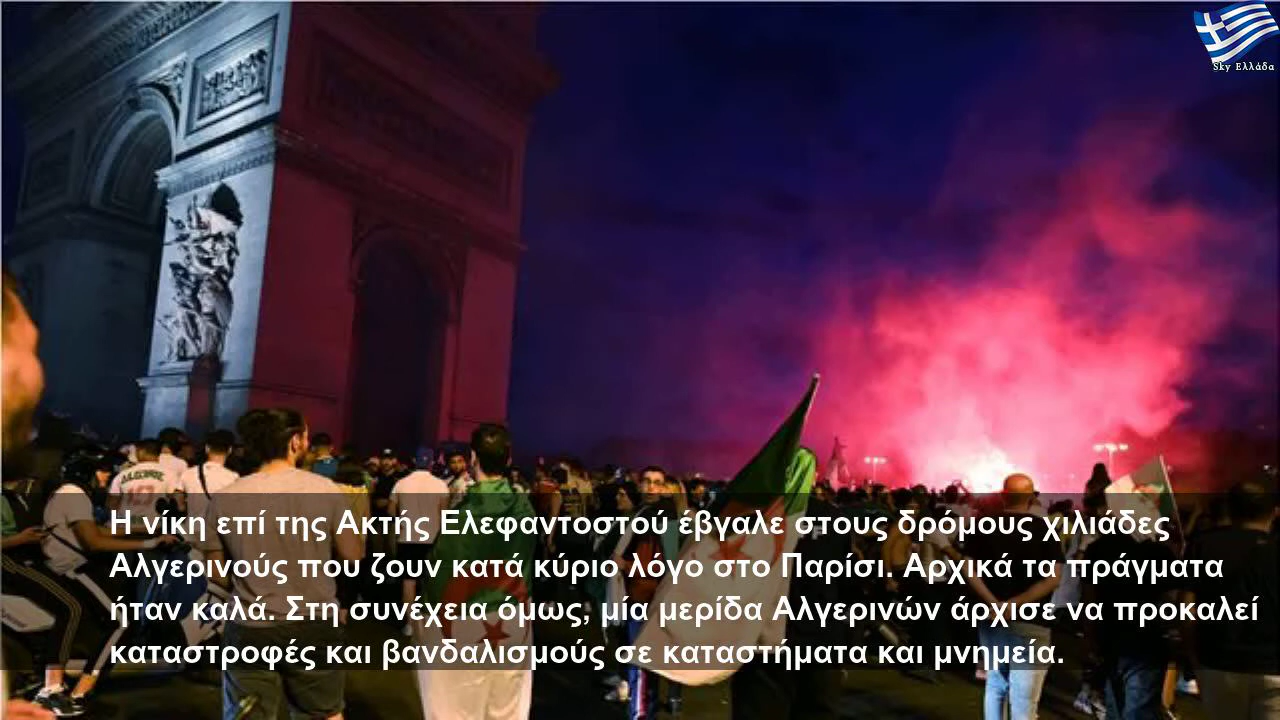 Sky Ελλάδα
Η νίκη επί της Ακτής Ελεφαντοστού έβγαλε στους δρόμους χιλιάδες
Αλγερινούς που ζουν κατά κύριο λόγο στο Παρίσι. Αρχικά τα πράγματα
ήταν καλά. Στη συνέχεια όμως, μία μερίδα Αλγερινών άρχισε να προκαλεί
καταστροφές και βανδαλισμούς σε καταστήματα και μνημεία.